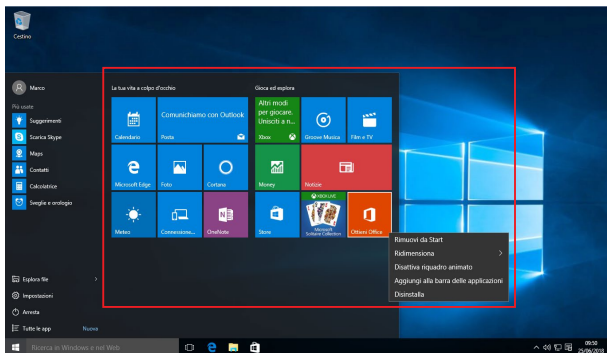 Cestino
Marco
Più usate
Suggerimenti
Scarica Skype
Maps
Contatti
Calcolatrice
Sveglie e orologio
Esplora file
Impostazioni
Arresta
Tutte le app
Nuova
La tua vita a colpo d'occhio
Calendario
Comunichiamo con Outlook
Posta
Microsoft Edge
Foto
Cortana
Meteo
Connessione...
OneNote
Gioca ed esplora
Altri modi
per giocare.
Unisciti a n...
Xbox
Groove Musica
Film e TV
Money
Notizie
Store
XBOX LIVE
Microsoft
Solitaire Collection
Ottieni Office
Rimuovi da Start
Ridimensiona
Disattiva riquadro animato
Aggiungi alla barra delle applicazioni
Disinstalla
Ricerca in Windows e nel Web
09:50
25/06/2018